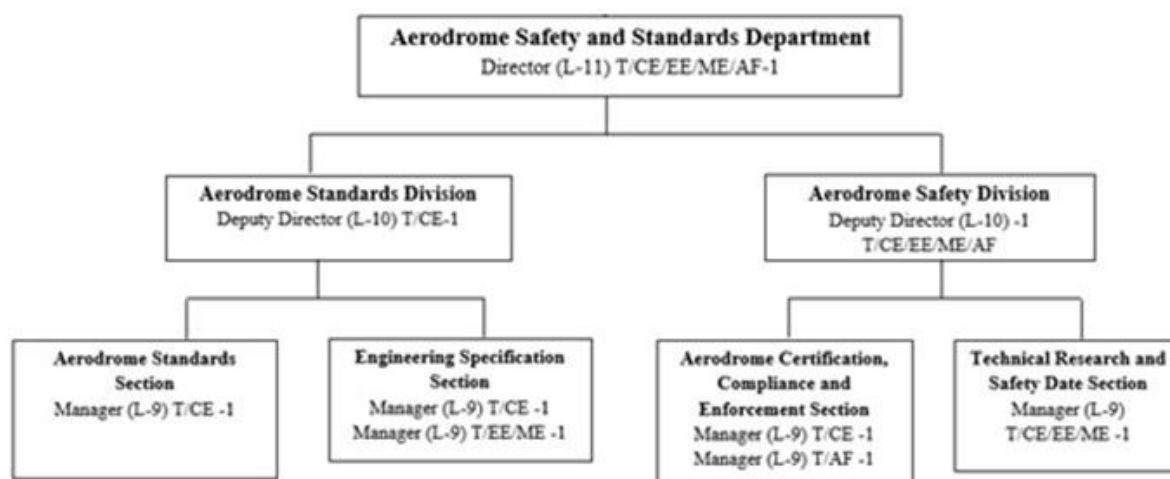 Aerodrome Safety and Standards Department
Director (L-11) T/CE/EE/ME/AF-1
Aerodrome Standards Division
Deputy Director (L-10) T/CE-1
Aerodrome Safety Division
Deputy Director (L-10) -1
T/CE/EE/ME/AF
Aerodrome Standards
Section
Manager (L-9) T/CE -1
Engineering Specification
Section
Manager (L-9) T/CE -1
Manager (L-9) T/EE/ME -1
Aerodrome Certification,
Compliance and
Enforcement Section
Manager (L-9) T/CE -1
Manager (L-9) T/AF -1
Technical Research and
Safety Date Section
Manager (L-9)
T/CE/EE/ME -1